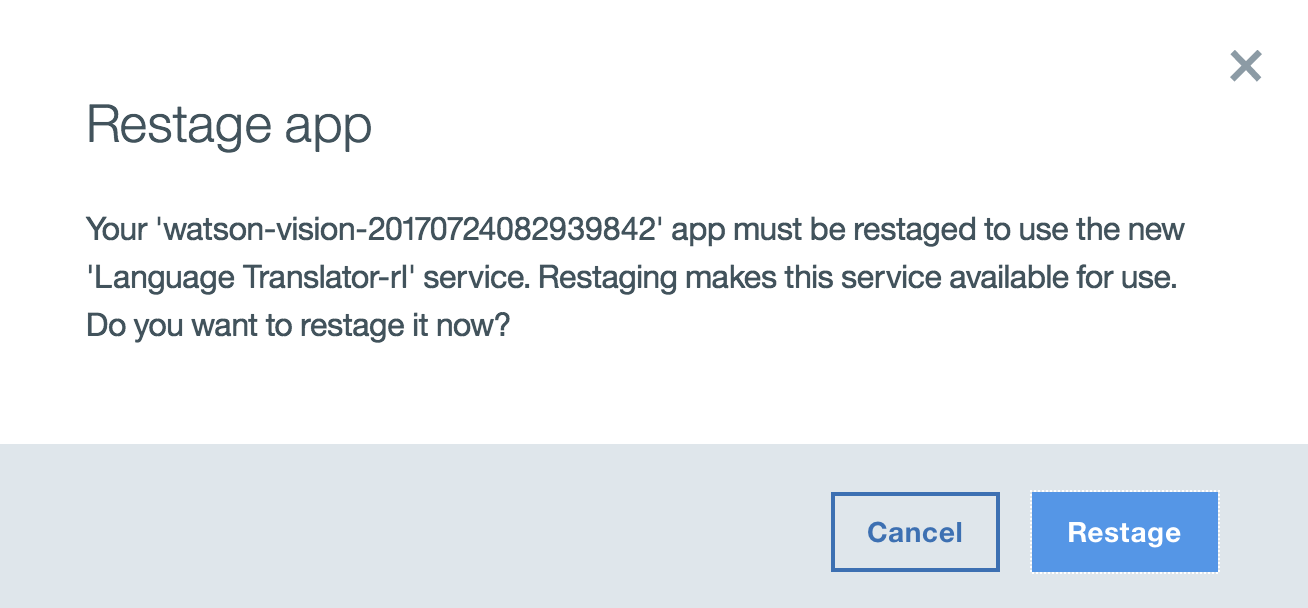 Restage app
Your 'watson-vision-20170724082939842' app must be restaged to use the new
'Language Translator-rl' service. Restaging makes this service available for use.
Do you want to restage it now?
Cancel
Restage